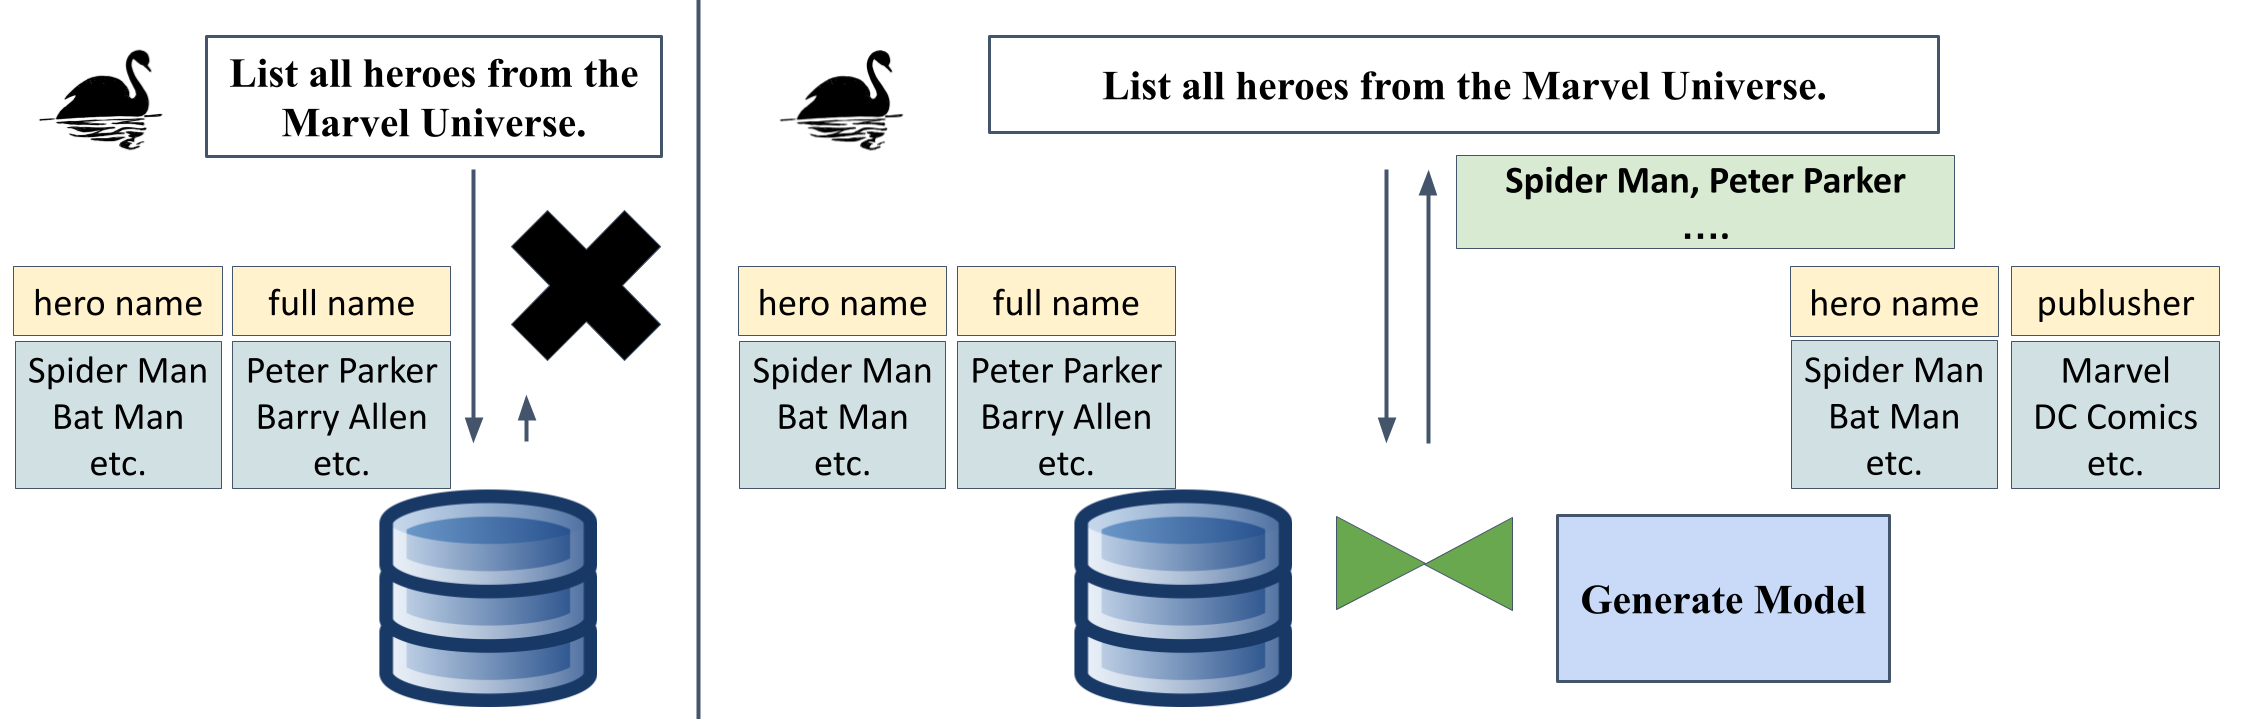 List all heroes from the
Marvel Universe.
hero name
full name
Spider Man
Bat Man
etc.
Peter Parker
Barry Allen
etc.
List all heroes from the Marvel Universe.
Spider Man, Peter Parker
....
hero name
full name
Spider Man
Bat Man
etc.
Peter Parker
Barry Allen
etc.
hero name
publusher
Spider Man
Bat Man
etc.
Marvel
DC Comics
etc.
Generate Model